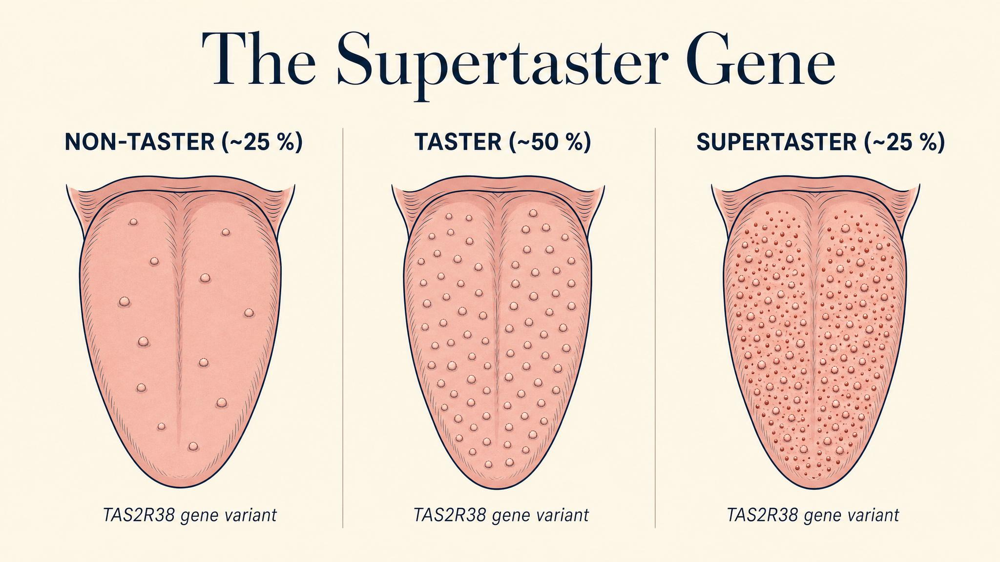 The Supertaster Gene
NON-TASTER (~25 %)
TASTER (~50 %)
SUPERTASTER (~25 %)
TAS2R38 gene variant
TAS2R38 gene variant
TAS2R38 gene variant